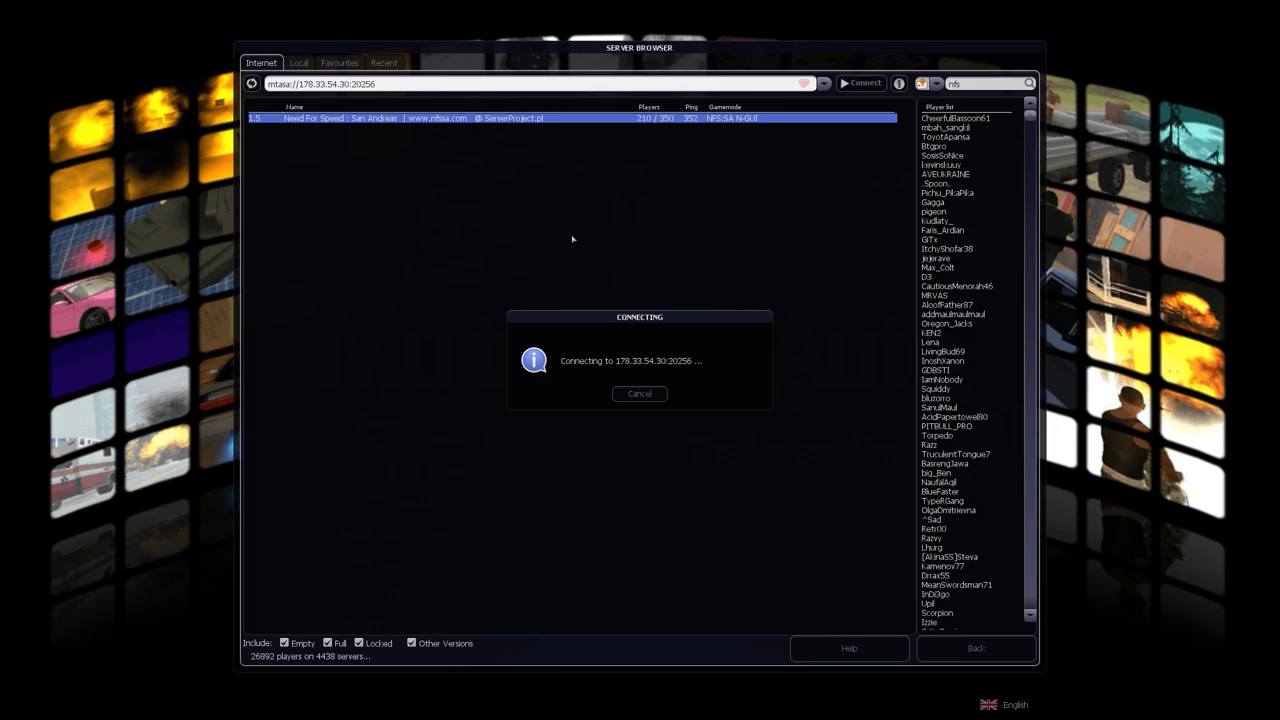 SERVER BROWSER
Internet Local Favourites Recent
mtasa://178.33.54.30:20256 Connect nfs
Name Players Ping Gamemode
1.5 Need For Speed : San Andreas | www.nfssa.com @ ServerProject.pl 210 / 350 352 NFS:SA N-GUI
Player list
CheerfulBassoon61
mbah_sangkil
ToyotApansa
Btgpro
SosisSoNice
kevinskuuy
AVEUKRAINE
.Spoon.
Pichu_PikaPika
Gagga
pigeon
Kudlaty_
Faris_Ardian
GiTx
ItchyShofar38
jejerave
Max_Colt
D3
CautiousMenorah46
MRVAS
AloofFather87
addmaulmaulmaul
Oregon_Jacks
KEN2
Lena
LivingBud69
InoshXanon
GDBSTI
IamNobody
Squiddy
bluzorro
SanulMaul
AcidPapertowel80
PITBULL_PRO
Torpedo
Razz
TruculentTongue7
BasrengJawa
big_Ben
NaufalAqil
BlueFaster
TypeRGang
OlgaDmitrievna
^Sad
Retr00
Razvy
Lhurg
[AkinaSS]Steva
Kamenov77
Drrax55
MeanSwordsman71
InDi3go
Upil
Scorpion
Izzie
CONNECTING
Connecting to 178.33.54.30:20256 ...
Cancel
Include: Empty Full Locked Other Versions
26892 players on 4438 servers...
Help
Back
English